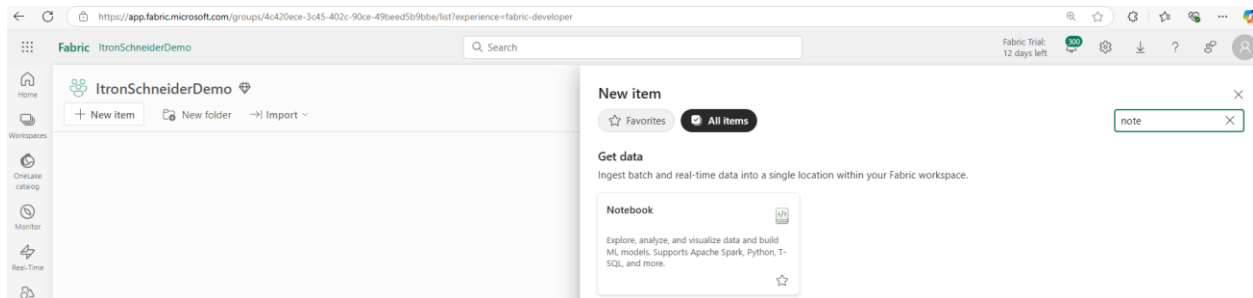 https://app.fabric.microsoft.com/groups/4c420ece-3c45-402c-90ce-49beed5b9bbe/list?experience=fabric-developer
Fabric ItronSchneiderDemo
Search
Fabric Trial:
12 days left
300
Home
Workspaces
OneLake
catalog
Monitor
Real-Time
ItronSchneiderDemo
New item
New folder
Import
New item
Favorites
All items
note
Get data
Ingest batch and real-time data into a single location within your Fabric workspace.
Notebook
Explore, analyze, and visualize data and build
ML models. Supports Apache Spark, Python, T-
SQL, and more.